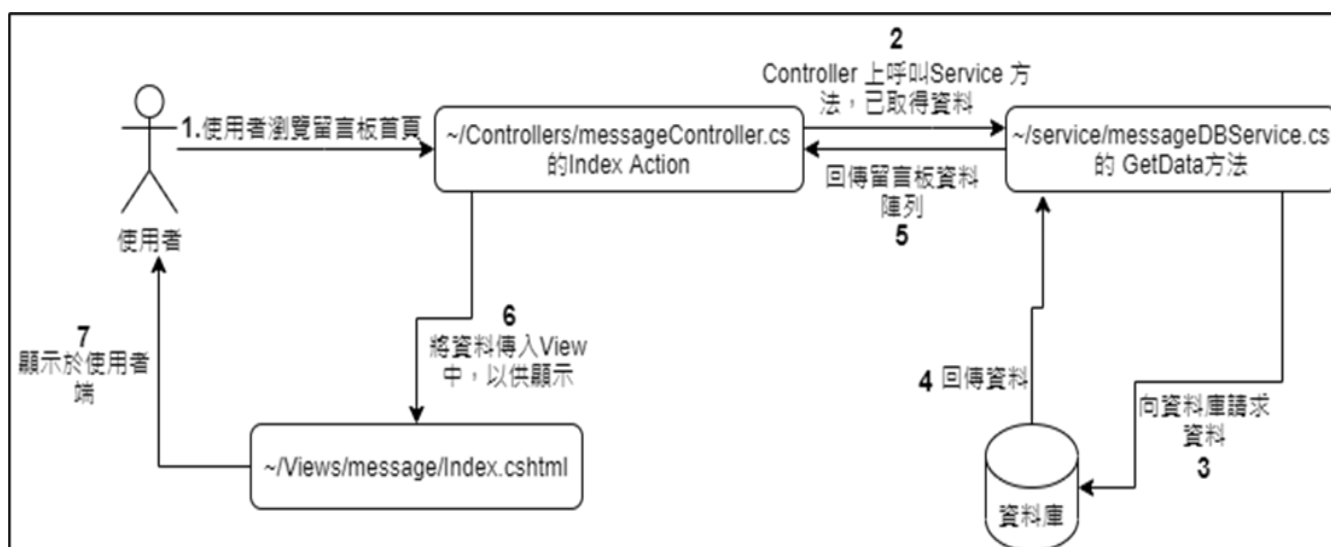 2
Controller 上呼叫Service 方
法，已取得資料
1.使用者瀏覽留言板首頁
~/Controllers/messageController.cs
的Index Action
~/service/messageDBService.cs
的 GetData方法
回傳留言板資料
陣列
5
使用者
6
將資料傳入View
中，以供顯示
7
顯示於使用者
端
4 回傳資料
向資料庫請求
資料
3
~/Views/message/Index.cshtml
資料庫